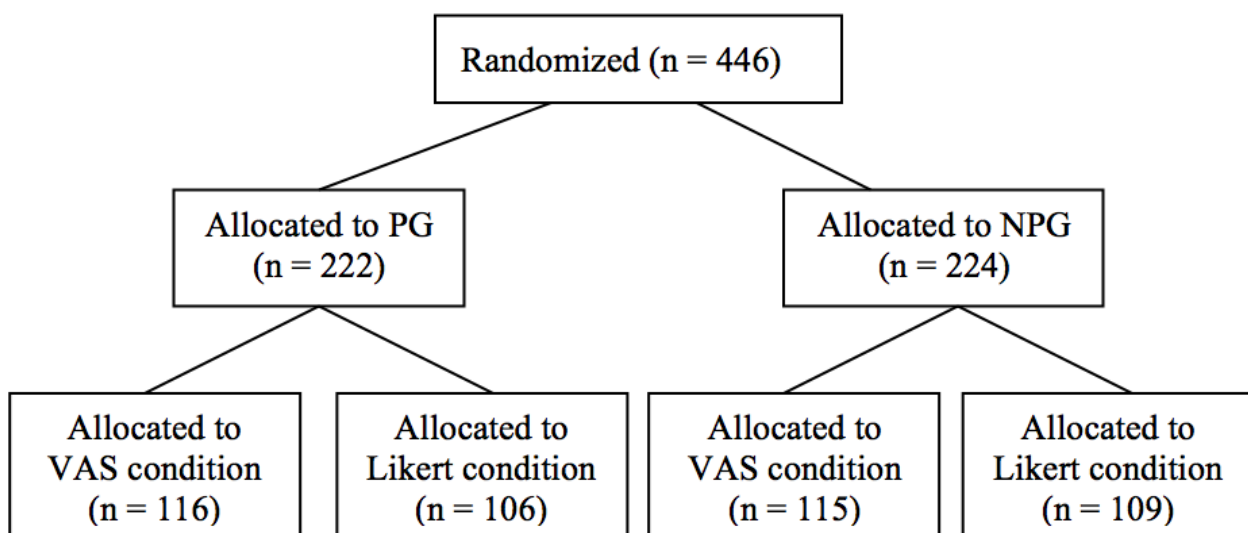 Randomized (n = 446)
Allocated to PG
(n = 222)
Allocated to NPG
(n = 224)
Allocated to
VAS condition
(n = 116)
Allocated to
Likert condition
(n = 106)
Allocated to
VAS condition
(n = 115)
Allocated to
Likert condition
(n = 109)